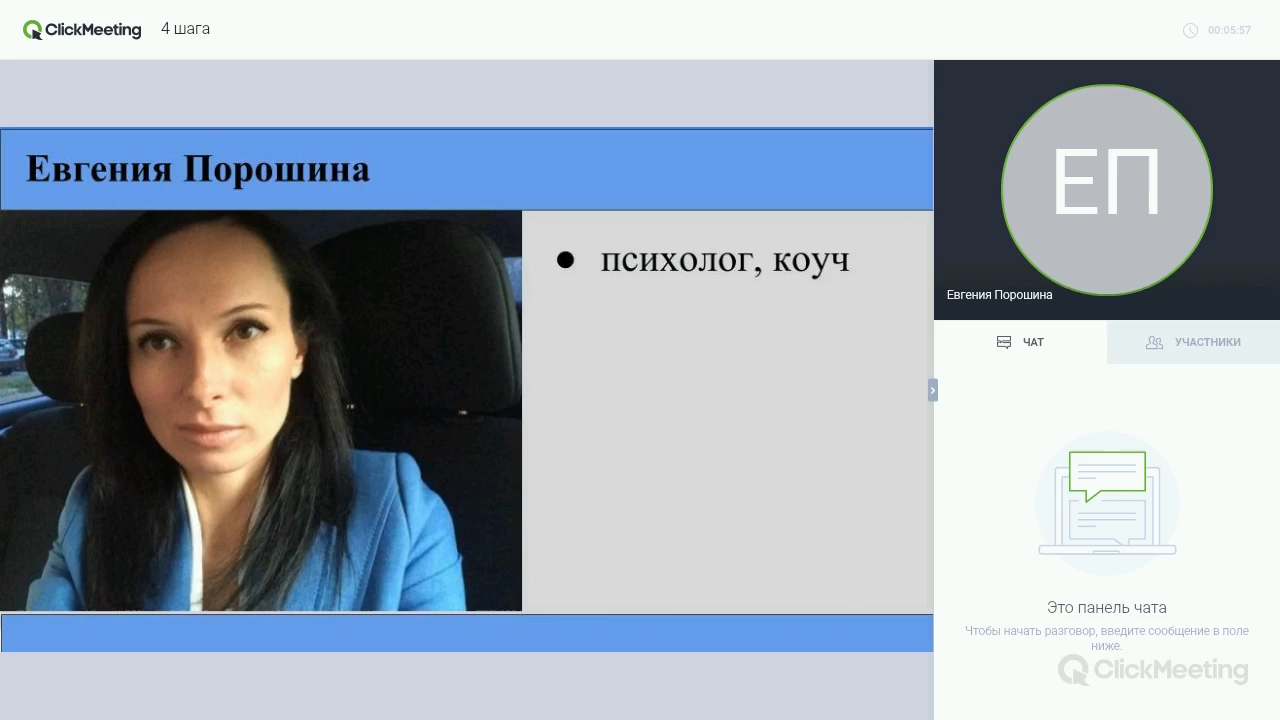 ClickMeeting
4 шага
00:05:57
Евгения Порошина
● психолог, коуч
ЕП
Евгения Порошина
ЧАТ
УЧАСТНИКИ
Это панель чата
Чтобы начать разговор, введите сообщение в поле
ниже.
ClickMeeting